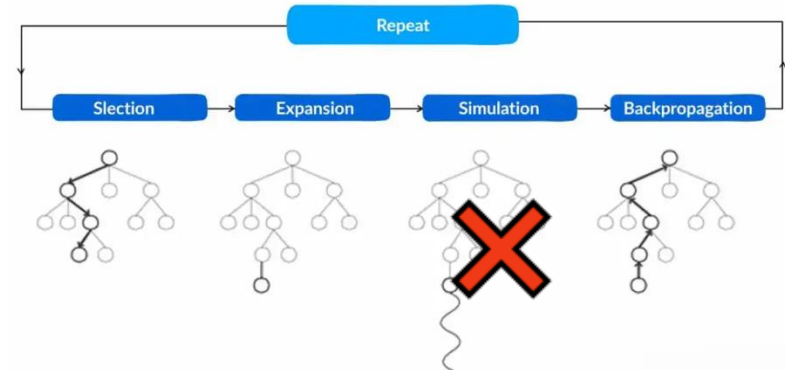 Repeat
Slection
Expansion
Simulation
Backpropagation